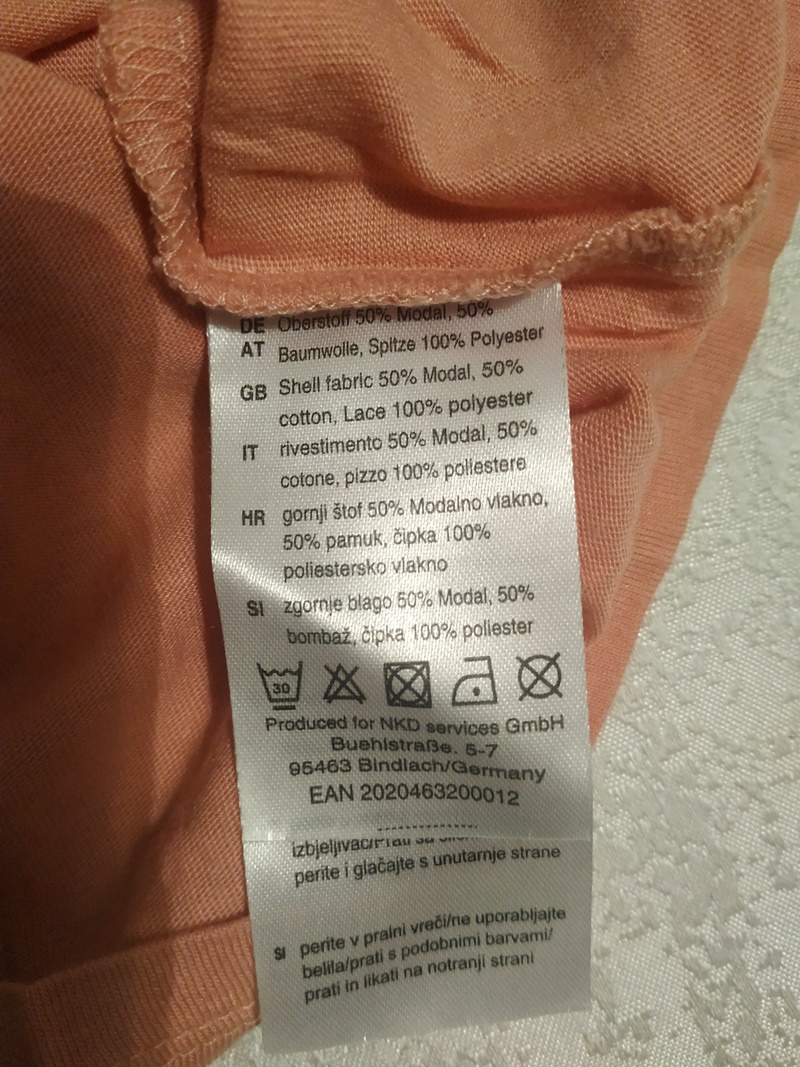 DE Oberstoff 50% Modal, 50%
AT Baumwolle, Spitze 100% Polyester
GB Shell fabric 50% Modal, 50%
cotton, Lace 100% polyester
IT rivestimento 50% Modal, 50%
cotone, pizzo 100% poliestere
HR gornji štof 50% Modalno vlakno,
50% pamuk, čipka 100%
poliestersko vlakno
SI zgornje blago 50% Modal, 50%
bombaž, čipka 100% poliester
30
Produced for NKD services GmbH
Buehlstraße. 5-7
95463 Bindlach/Germany
EAN 2020463200012
izbjeljivač/Prati sa
perite i glačajte s unutarnje strane
SI perite v pralni vreči/ne uporabljajte
belila/prati s podobnimi barvami/
prati in likati na notranji strani